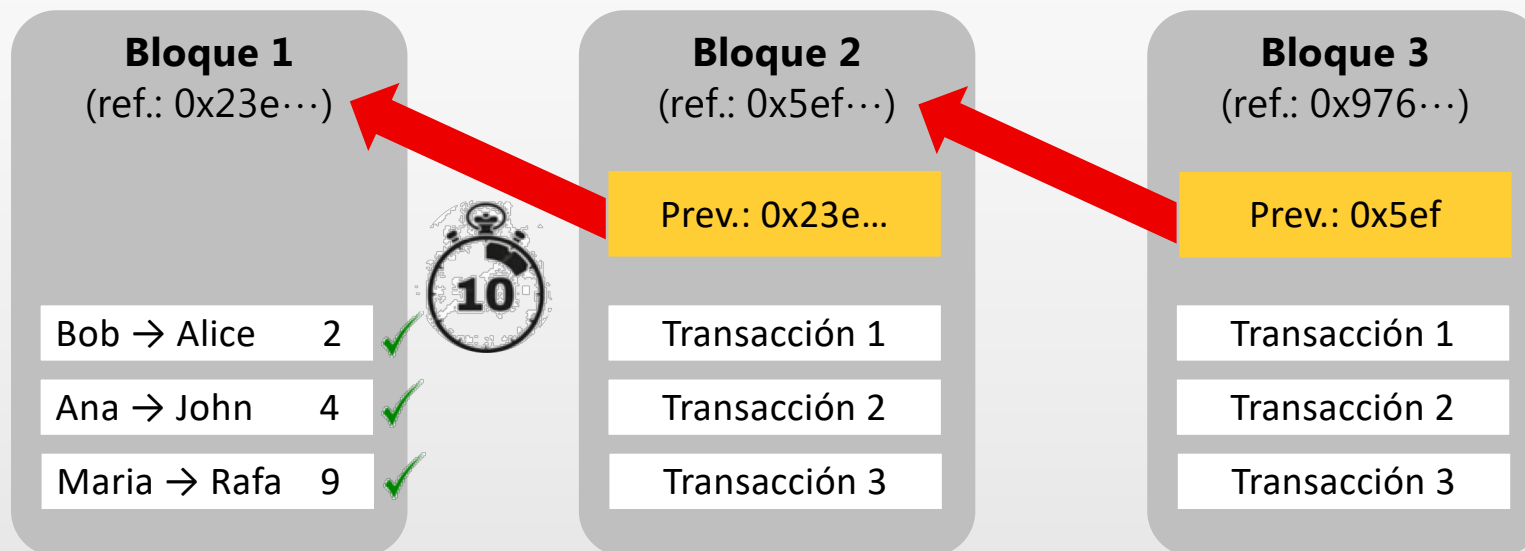 Bloque 1
(ref.: 0x23e⋯)
10
Bob → Alice 2
Ana → John 4
Maria → Rafa 9
Bloque 2
(ref.: 0x5ef⋯)
Prev.: 0x23e...
Transacción 1
Transacción 2
Transacción 3
Bloque 3
(ref.: 0x976⋯)
Prev.: 0x5ef
Transacción 1
Transacción 2
Transacción 3